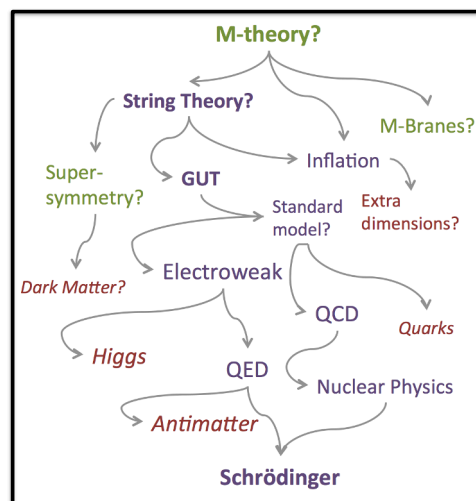 M-theory?
String Theory?
M-Branes?
Inflation
Super-
symmetry?
GUT
Extra
dimensions?
Standard
model?
Electroweak
Dark Matter?
QCD
Quarks
Higgs
QED
Nuclear Physics
Antimatter
Schrödinger